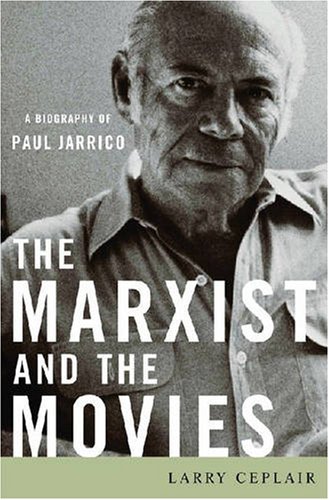 A BIOGRAPHY OF
PAUL JARRICO
THE
MARXIST
AND THE
MOVIES
LARRY CEPLAIR